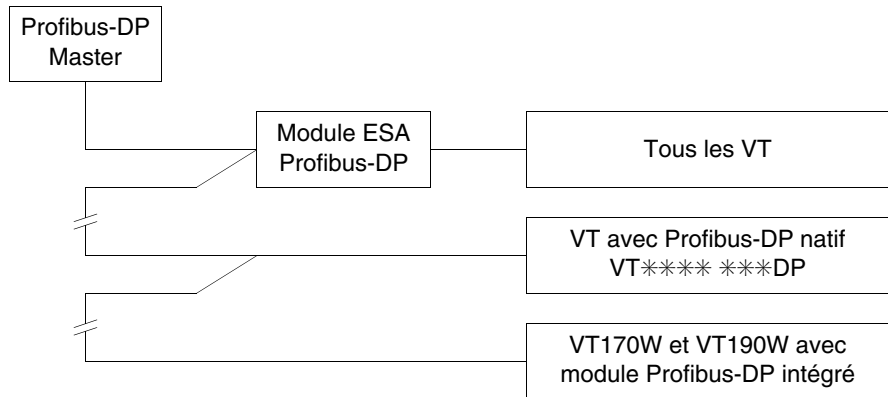 Profibus-DP
Master
Module ESA
Profibus-DP
Tous les VT
VT avec Profibus-DP natif
VT✳✳✳✳ ✳✳✳DP
VT170W et VT190W avec
module Profibus-DP intégré